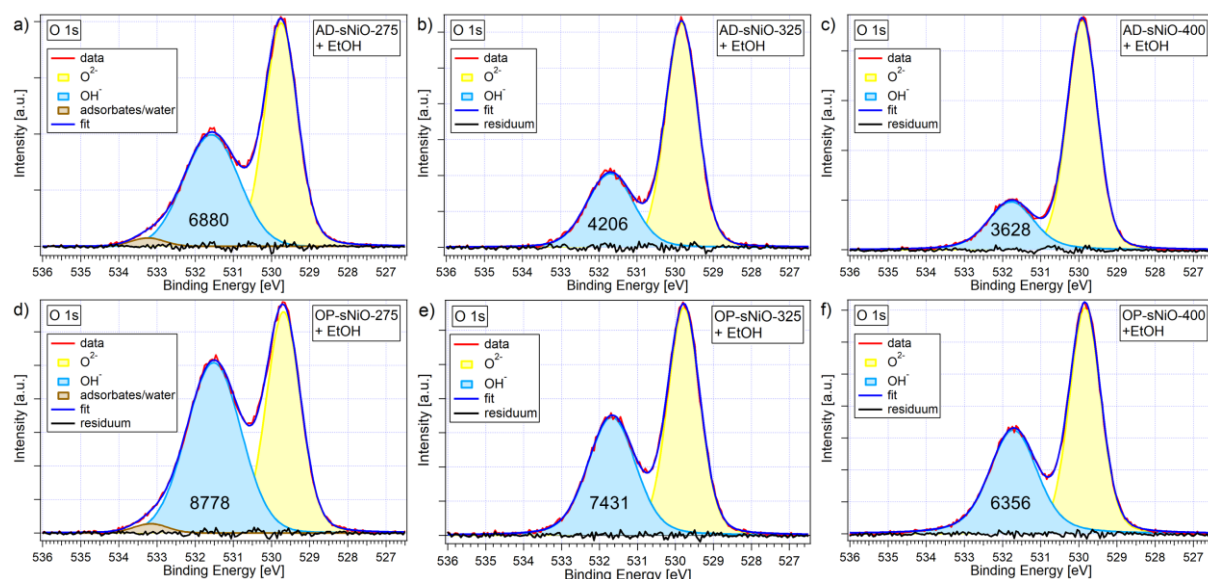 a)
O 1s
AD-sNiO-275
+ EtOH
data
O²⁻
OH⁻
adsorbates/water
fit
6880
Intensity [a.u.]
536 535 534 533 532 531 530 529 528 527
Binding Energy [eV]
b)
O 1s
AD-sNiO-325
+ EtOH
data
O²⁻
OH⁻
fit
residuum
4206
Intensity [a.u.]
536 535 534 533 532 531 530 529 528 527
Binding Energy [eV]
c)
O 1s
AD-sNiO-400
+ EtOH
data
O²⁻
OH⁻
fit
residuum
3628
Intensity [a.u.]
536 535 534 533 532 531 530 529 528 527
Binding Energy [eV]
d)
O 1s
OP-sNiO-275
+ EtOH
data
O²⁻
OH⁻
adsorbates/water
fit
residuum
8778
Intensity [a.u.]
536 535 534 533 532 531 530 529 528 527
Binding Energy [eV]
e)
O 1s
OP-sNiO-325
+ EtOH
data
O²⁻
OH⁻
fit
residuum
7431
Intensity [a.u.]
536 535 534 533 532 531 530 529 528 527
Binding Energy [eV]
f)
O 1s
OP-sNiO-400
+EtOH
data
O²⁻
OH⁻
fit
residuum
6356
Intensity [a.u.]
536 535 534 533 532 531 530 529 528 527
Binding Energy [eV]